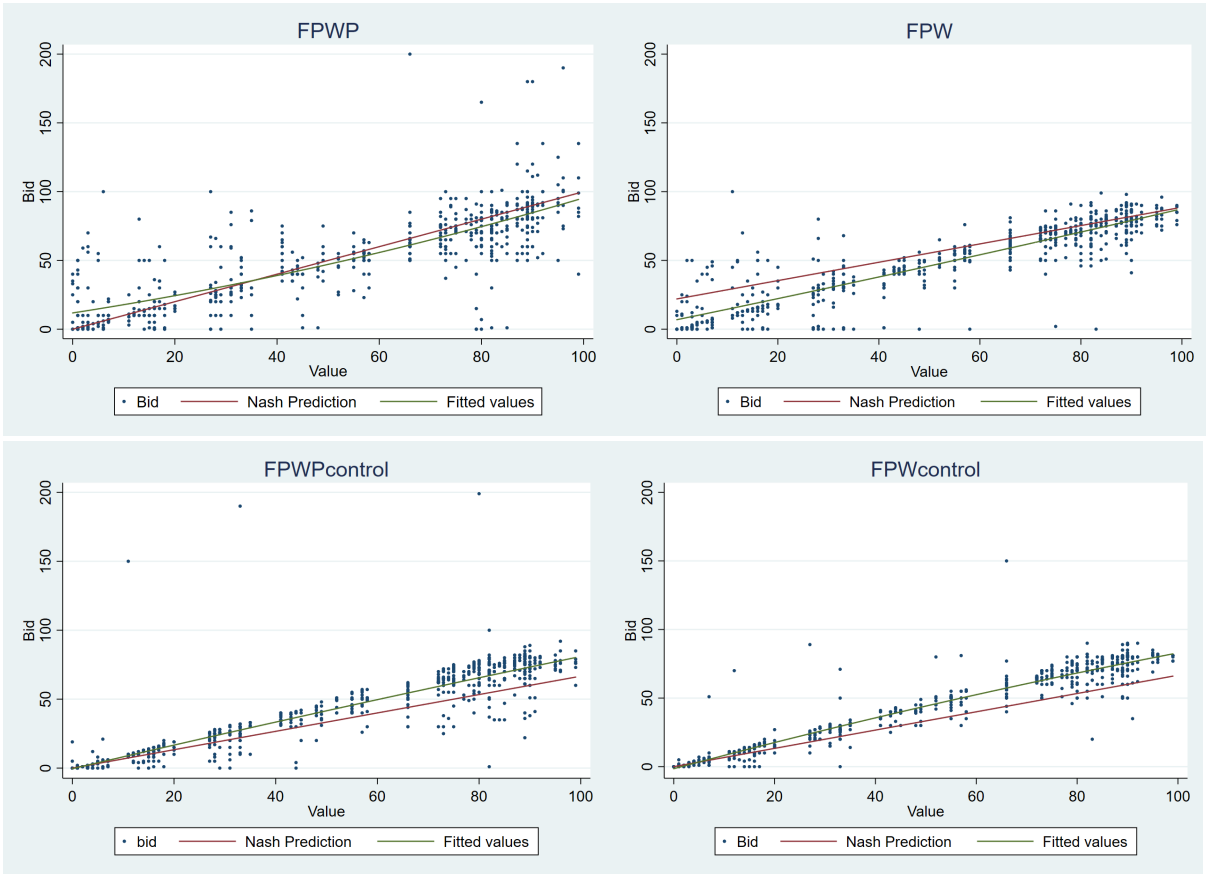 FPWP
200
150
100
50
0
Bid
0 20 40 60 80 100
Value
Bid Nash Prediction Fitted values
FPW
200
150
100
50
0
Bid
0 20 40 60 80 100
Value
Bid Nash Prediction Fitted values
FPWPcontrol
200
150
100
50
0
Bid
0 20 40 60 80 100
Value
bid Nash Prediction Fitted values
FPWcontrol
200
150
100
50
0
Bid
0 20 40 60 80 100
Value
Bid Nash Prediction Fitted values